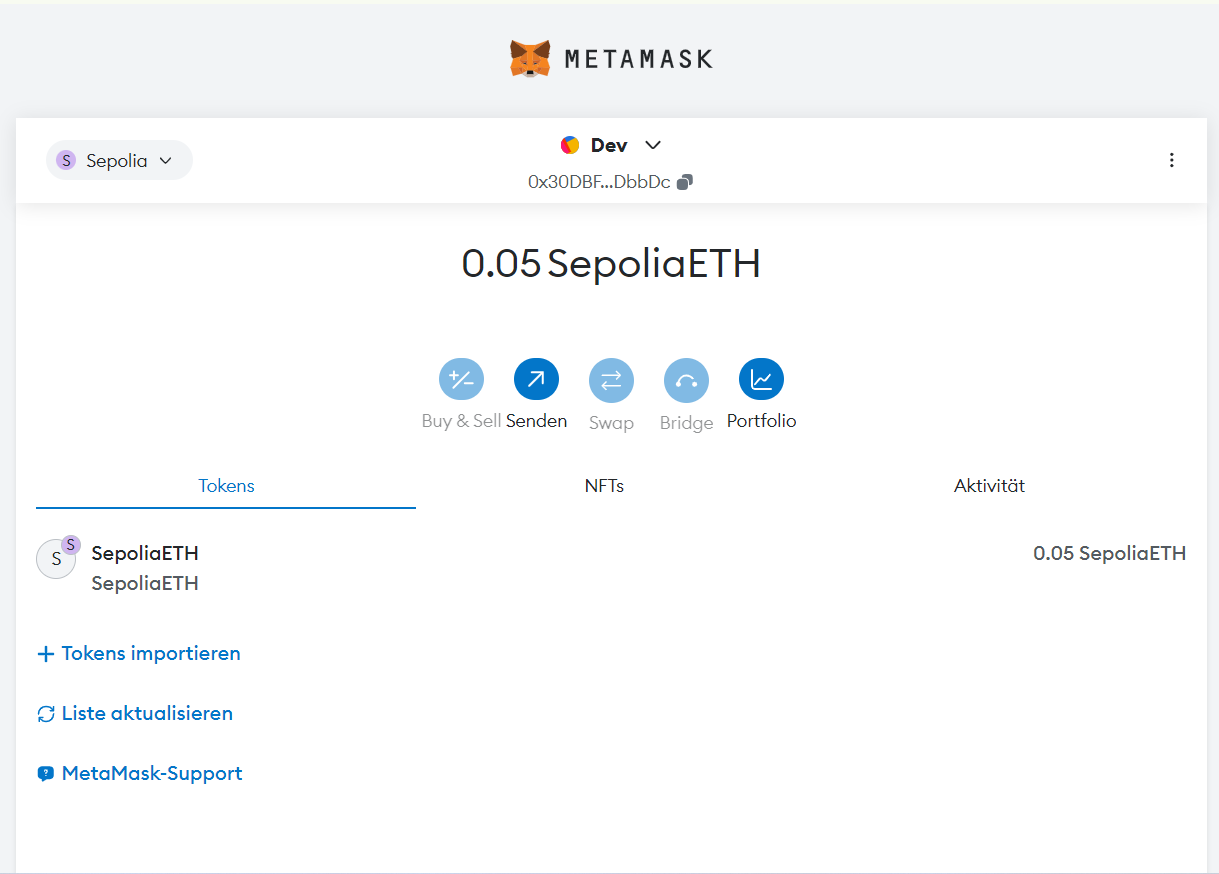 METAMASK
S Sepolia
Dev
0x30DBF...DbbDc
0.05 SepoliaETH
Buy & Sell Senden Swap Bridge Portfolio
Tokens NFTs Aktivität
S S SepoliaETH 0.05 SepoliaETH
SepoliaETH
Tokens importieren
Liste aktualisieren
MetaMask-Support